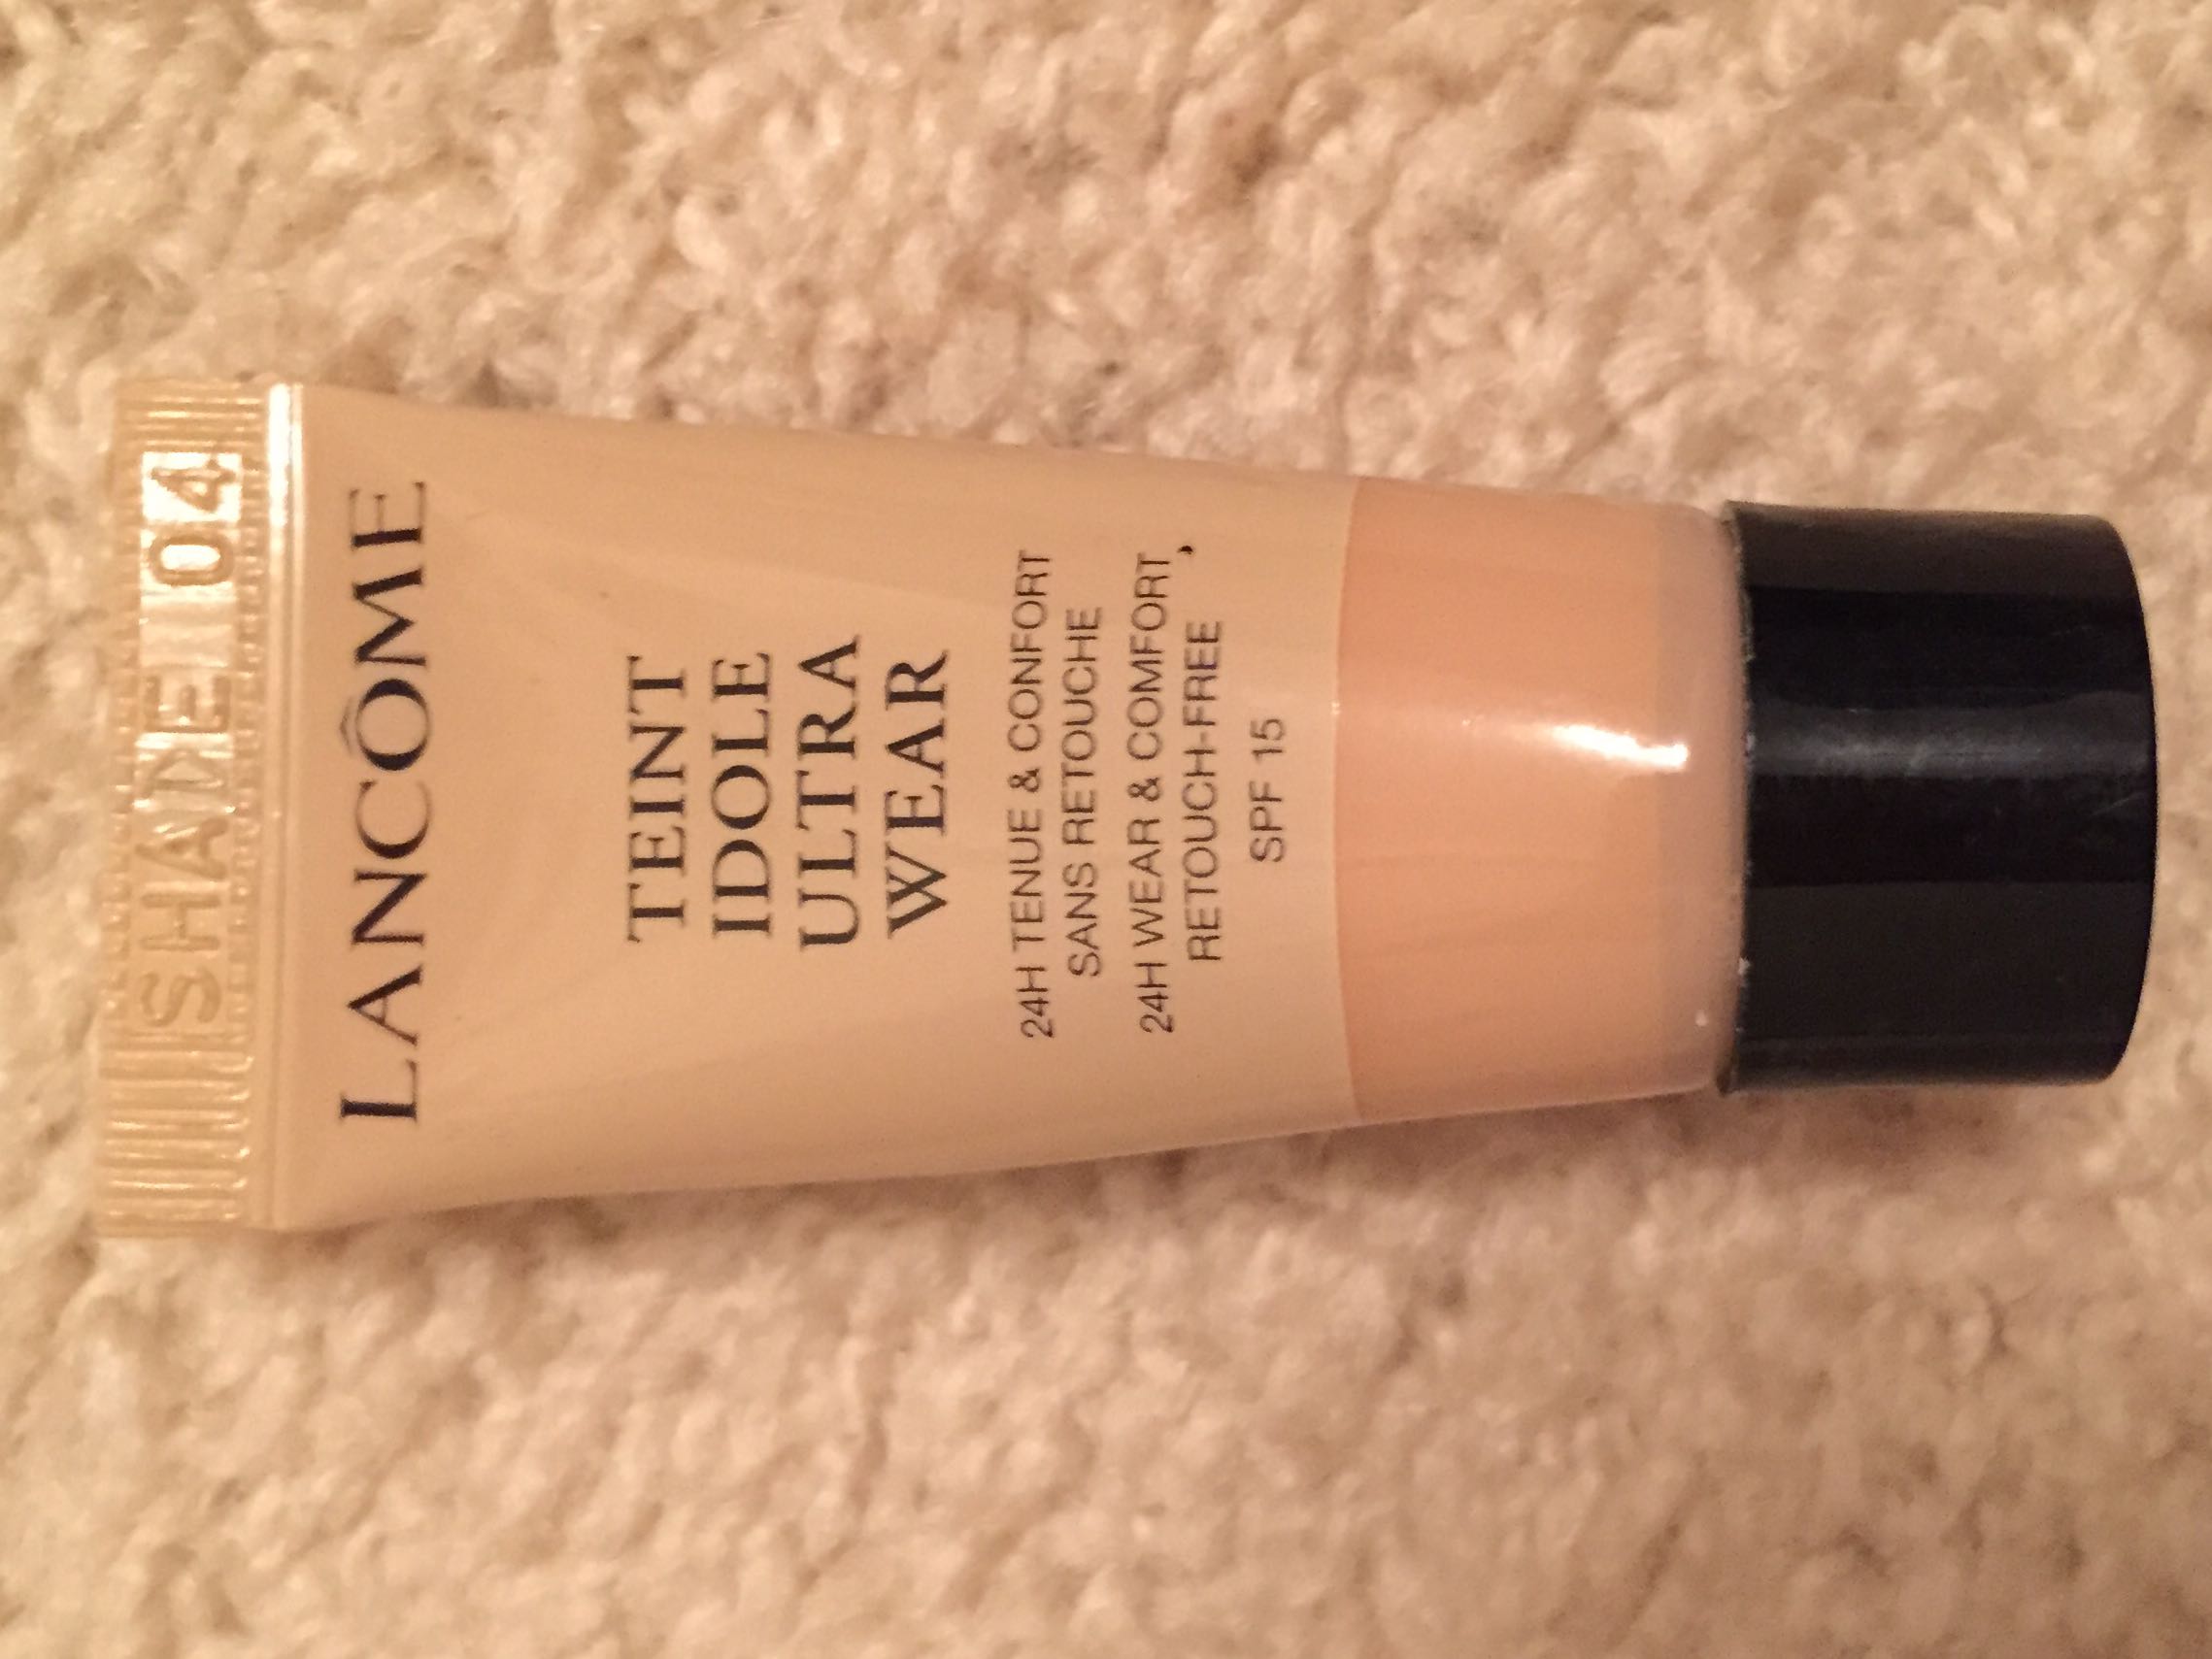 SHADE 04
LANCÔME
TEINT
IDOLE
ULTRA
WEAR
24H TENUE & CONFORT
SANS RETOUCHE
24H WEAR & COMFORT,
RETOUCH-FREE
SPF 15